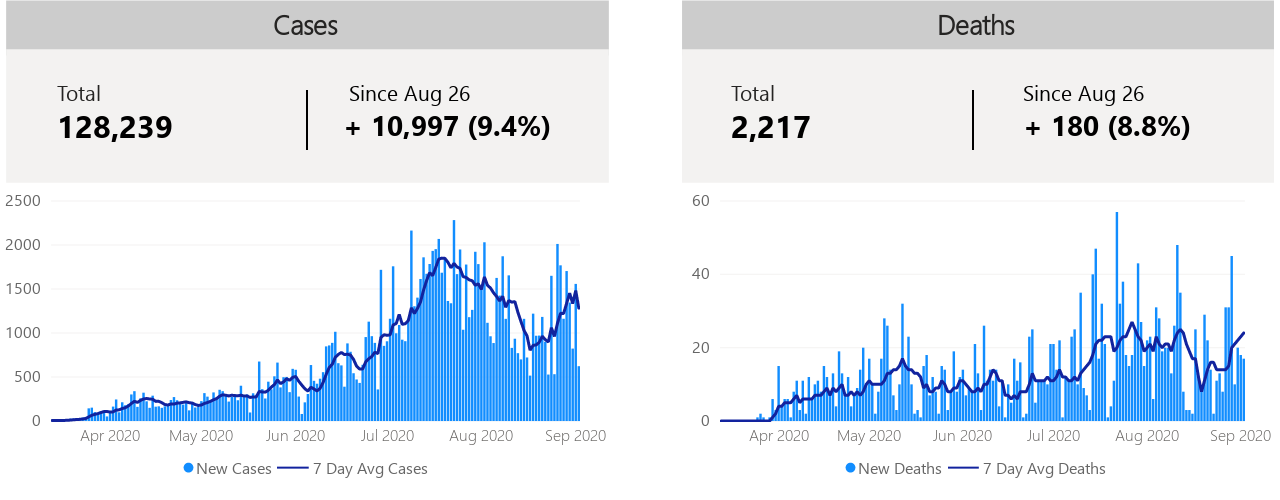 Cases
Total
128,239
Since Aug 26
+ 10,997 (9.4%)
2500
2000
1500
1000
500
0
Apr 2020 May 2020 Jun 2020 Jul 2020 Aug 2020 Sep 2020
New Cases 7 Day Avg Cases
Deaths
Total
2,217
Since Aug 26
+ 180 (8.8%)
60
40
20
0
Apr 2020 May 2020 Jun 2020 Jul 2020 Aug 2020 Sep 2020
New Deaths 7 Day Avg Deaths